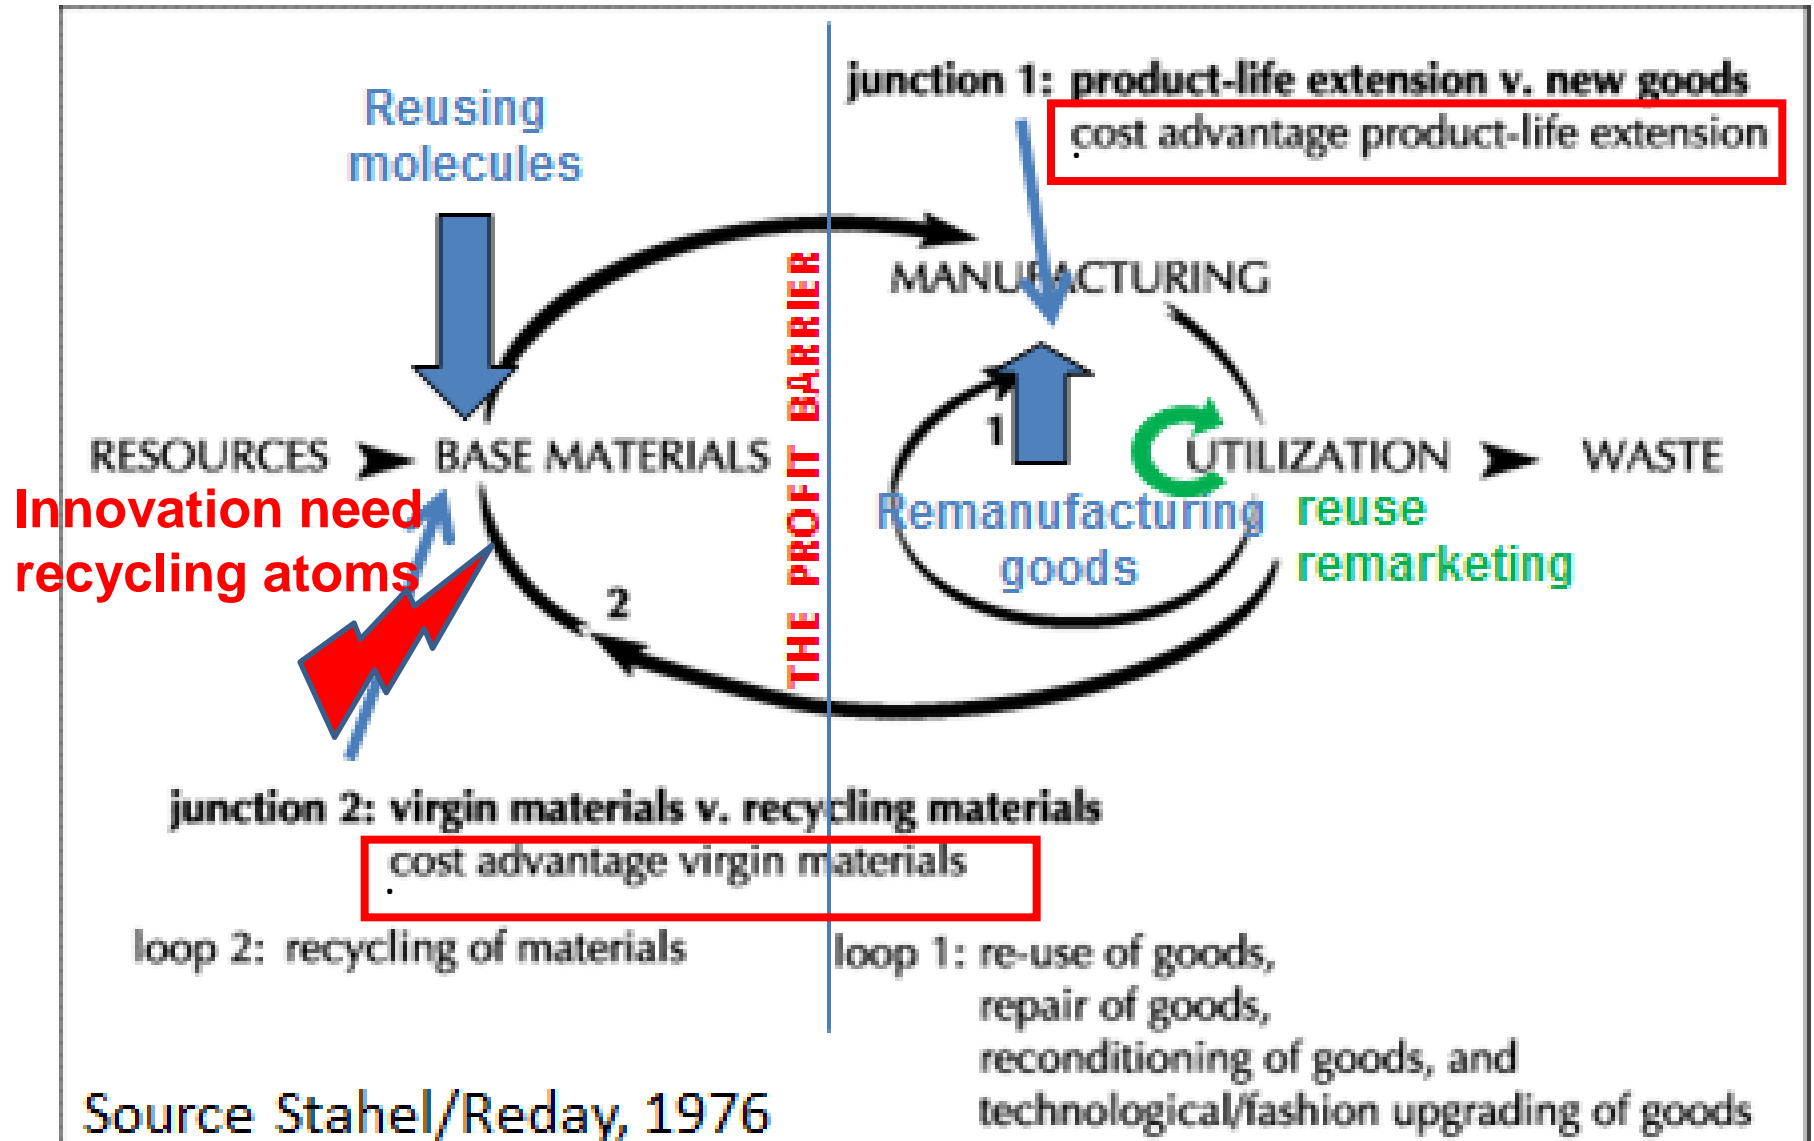 junction 1: product-life extension v. new goods
cost advantage product-life extension
Reusing
molecules
THE PROFIT BARRIER
MANUFACTURING
1
RESOURCES BASE MATERIALS
UTILIZATION WASTE
Innovation need
recycling atoms
Remanufacturing
goods
reuse
remarketing
2
junction 2: virgin materials v. recycling materials
cost advantage virgin materials
loop 2: recycling of materials
loop 1: re-use of goods,
repair of goods,
reconditioning of goods, and
technological/fashion upgrading of goods
Source Stahel/Reday, 1976